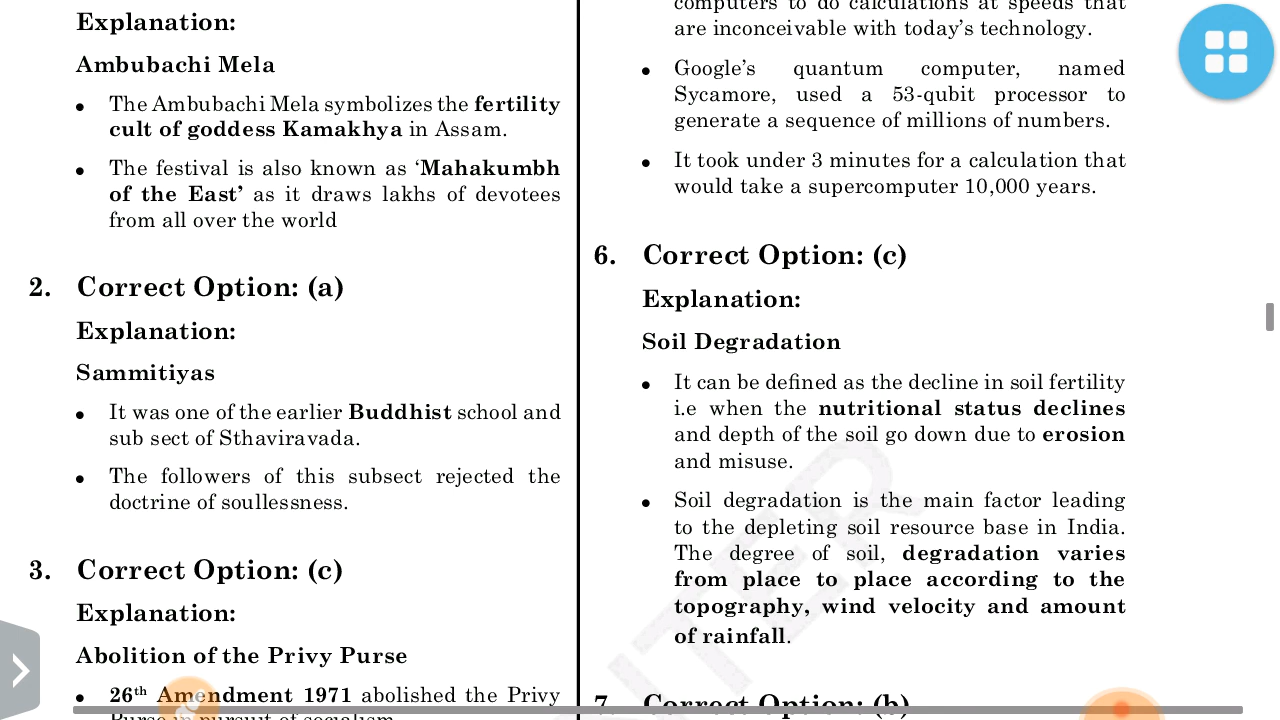 Explanation:
Ambubachi Mela
• The Ambubachi Mela symbolizes the fertility
cult of goddess Kamakhya in Assam.
• The festival is also known as ‘Mahakumbh
of the East’ as it draws lakhs of devotees
from all over the world
2. Correct Option: (a)
Explanation:
Sammitiyas
• It was one of the earlier Buddhist school and
sub sect of Sthaviravada.
• The followers of this subsect rejected the
doctrine of soullessness.
3. Correct Option: (c)
Explanation:
Abolition of the Privy Purse
• 26th Amendment 1971 abolished the Privy
Purse in pursuit of socialism
computers to do calculations at speeds that
are inconceivable with today’s technology.
• Google’s quantum computer, named
Sycamore, used a 53-qubit processor to
generate a sequence of millions of numbers.
• It took under 3 minutes for a calculation that
would take a supercomputer 10,000 years.
6. Correct Option: (c)
Explanation:
Soil Degradation
• It can be defined as the decline in soil fertility
i.e when the nutritional status declines
and depth of the soil go down due to erosion
and misuse.
• Soil degradation is the main factor leading
to the depleting soil resource base in India.
The degree of soil, degradation varies
from place to place according to the
topography, wind velocity and amount
of rainfall.
7. Correct Option: (b)